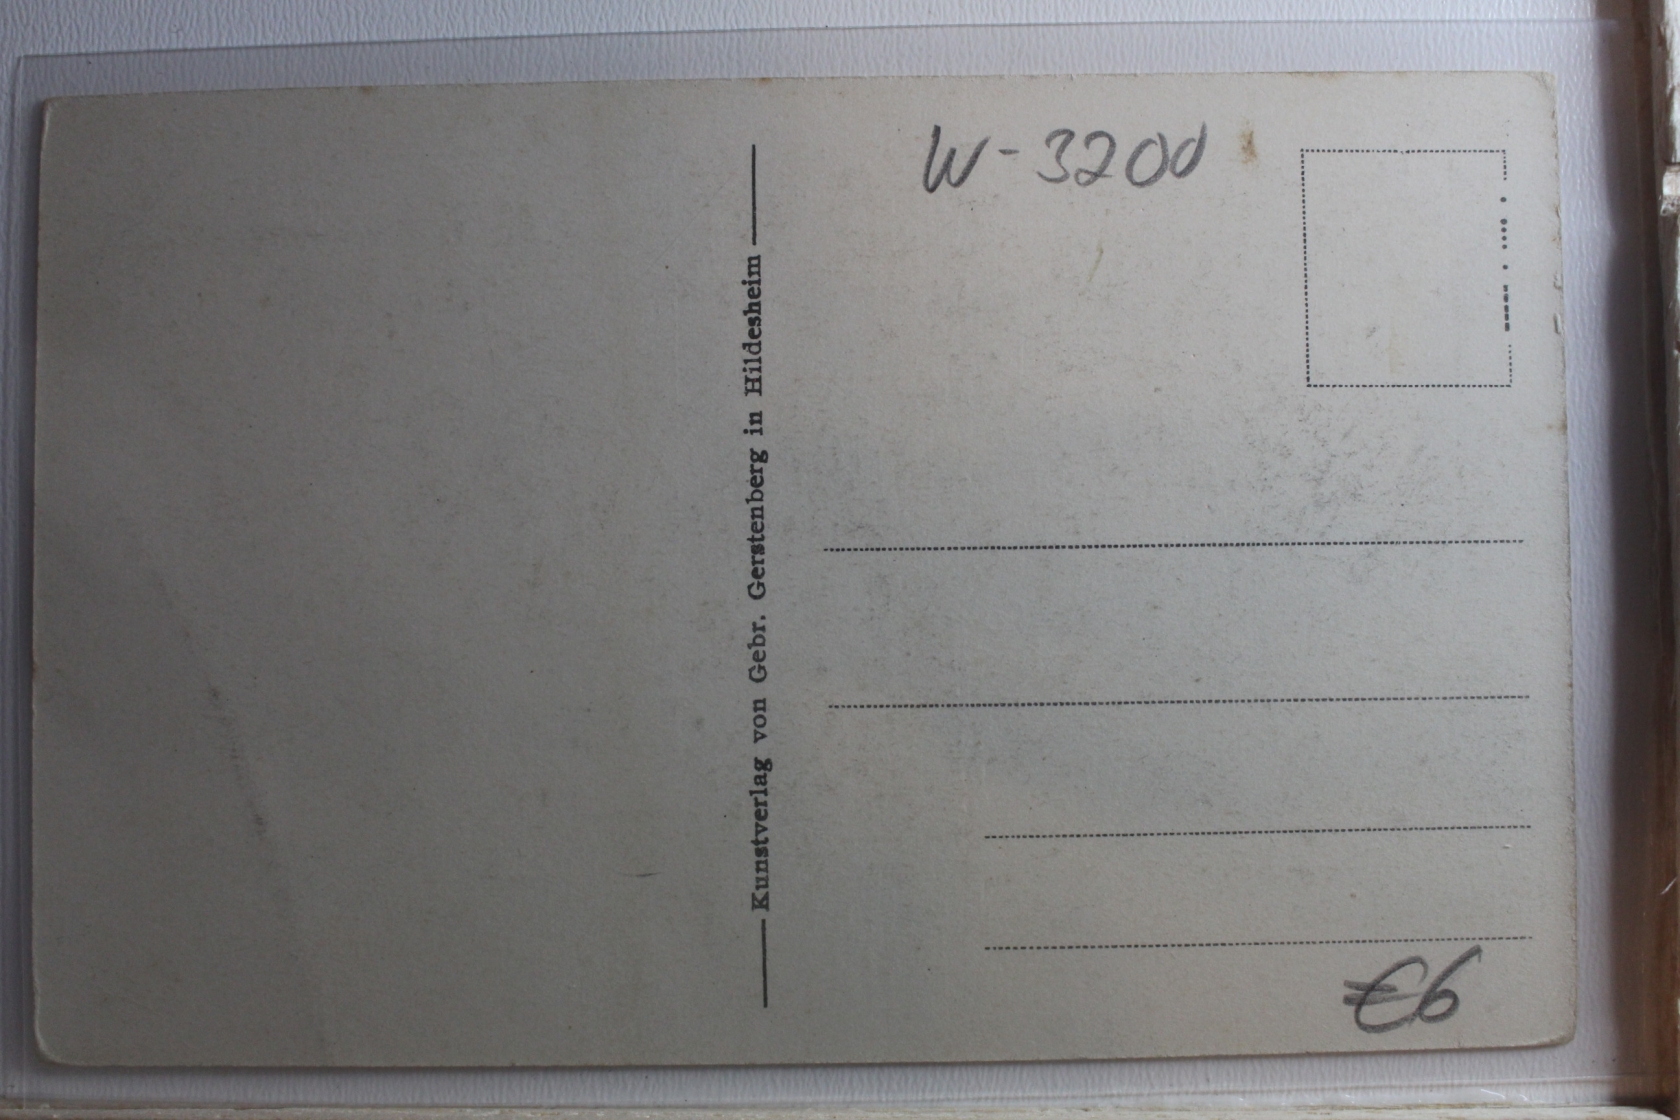 W-3200
Kunstverlag von Gebr. Gerstenberg in Hildesheim
€6